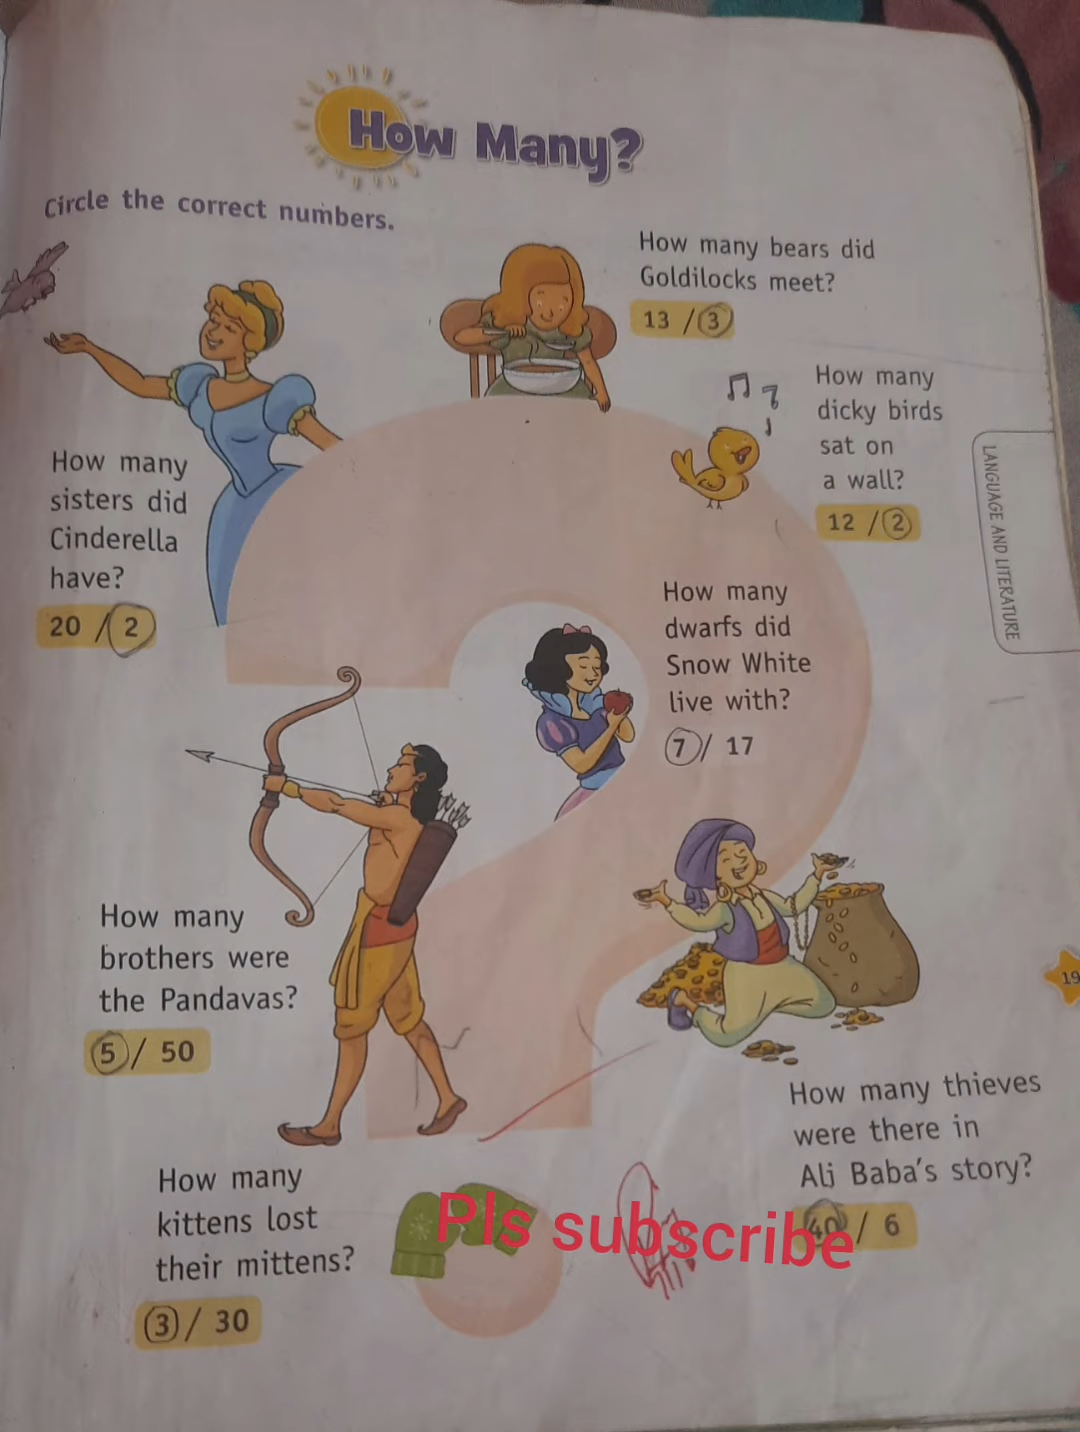 How Many?
Circle the correct numbers.
How many bears did
Goldilocks meet?
13 / 3
How many
dicky birds
sat on
a wall?
12 / 2
How many
sisters did
Cinderella
have?
20 / 2
How many
dwarfs did
Snow White
live with?
7 / 17
LANGUAGE AND LITERATURE
How many
brothers were
the Pandavas?
5 / 50
19
How many thieves
were there in
Ali Baba's story?
40 / 6
How many
kittens lost
their mittens?
3 / 30
Pls subscribe